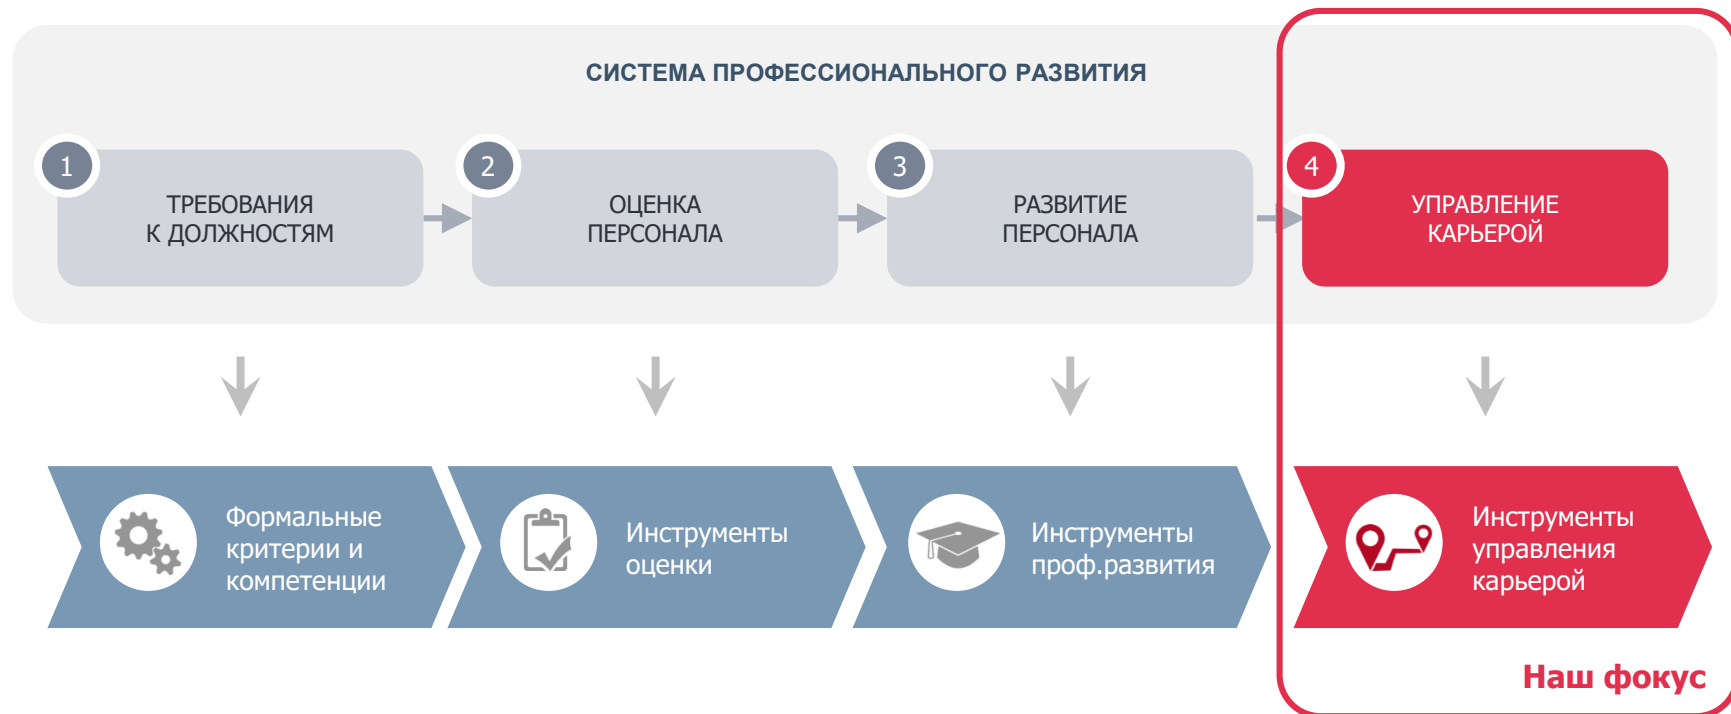 СИСТЕМА ПРОФЕССИОНАЛЬНОГО РАЗВИТИЯ
1
ТРЕБОВАНИЯ
К ДОЛЖНОСТЯМ
2
ОЦЕНКА
ПЕРСОНАЛА
3
РАЗВИТИЕ
ПЕРСОНАЛА
4
УПРАВЛЕНИЕ
КАРЬЕРОЙ
Формальные
критерии и
компетенции
Инструменты
оценки
Инструменты
проф.развития
Инструменты
управления
карьерой
Наш фокус